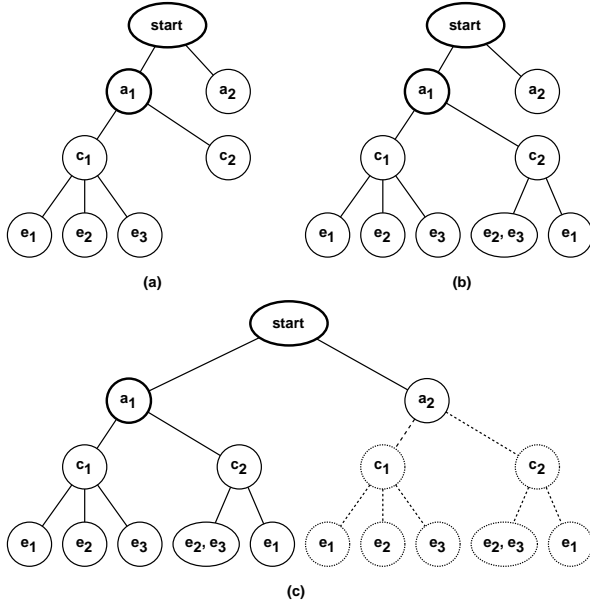 start start
a1 a2 a1 a2
c1 c2 c1 c2
e1 e2 e3 e1 e2 e3 e2, e3 e1
(a) (b)
start
a1 a2
c1 c2 c1 c2
e1 e2 e3 e2, e3 e1 e1 e2 e3 e2, e3 e1
(c)